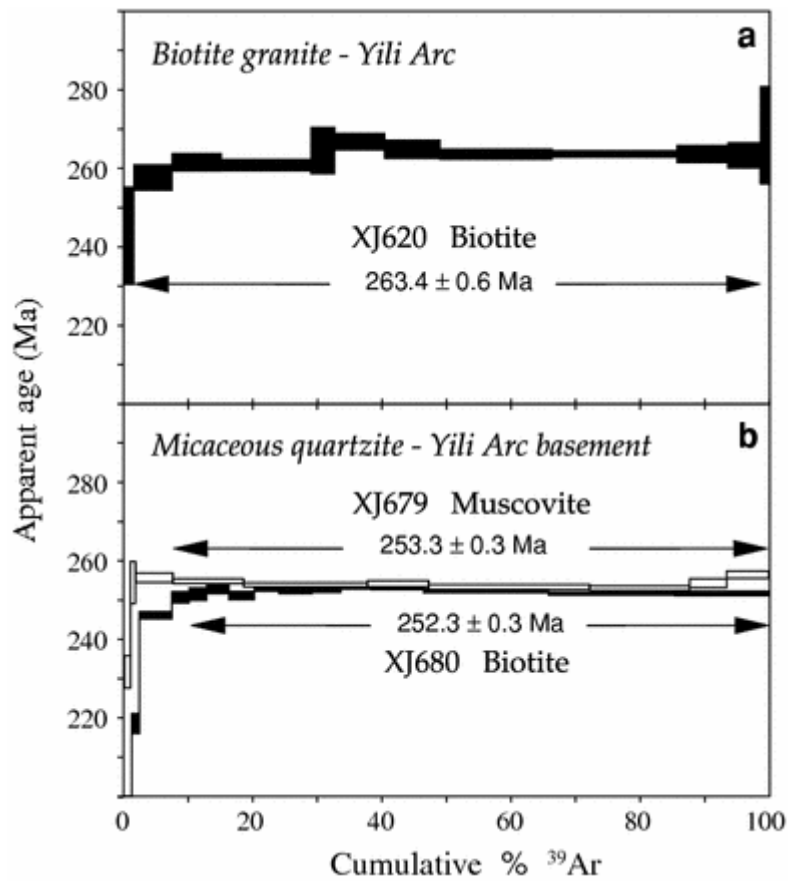 a
Biotite granite - Yili Arc
280
260
240
220
XJ620 Biotite
263.4 ± 0.6 Ma
Apparent age (Ma)
b
Micaceous quartzite - Yili Arc basement
280
260
240
220
XJ679 Muscovite
253.3 ± 0.3 Ma
252.3 ± 0.3 Ma
XJ680 Biotite
0 20 40 60 80 100
Cumulative % ³⁹Ar